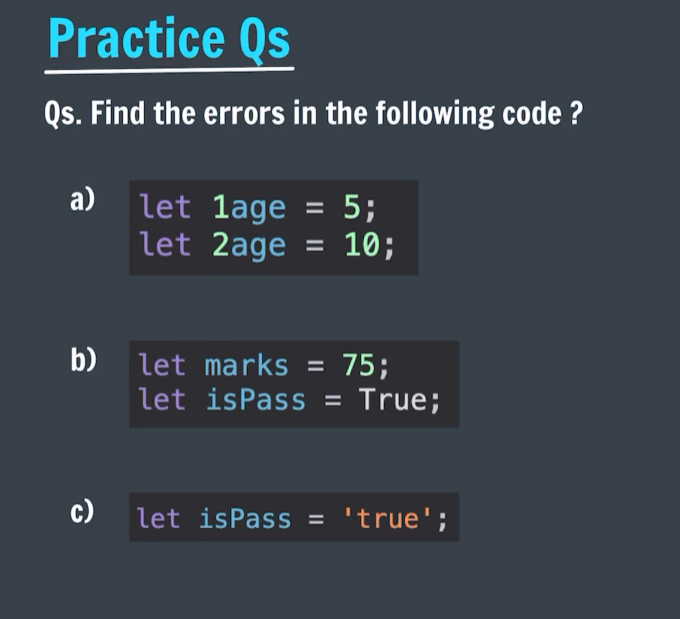 Practice Qs
Qs. Find the errors in the following code ?
a) let 1age = 5;
let 2age = 10;
b) let marks = 75;
let isPass = True;
c) let isPass = 'true';